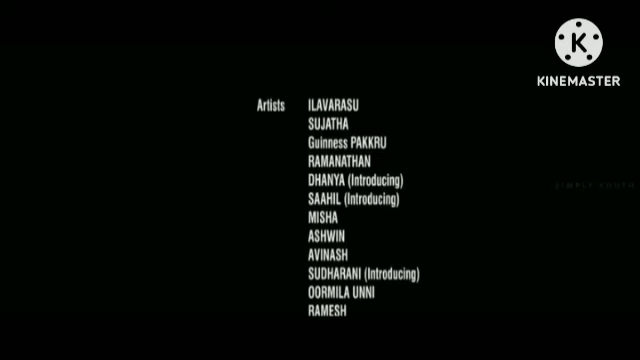 K
KINEMASTER
Artists ILAVARASU
SUJATHA
Guinness PAKKRU
RAMANATHAN
DHANYA (Introducing)
SAAHIL (Introducing)
MISHA
ASHWIN
AVINASH
SUDHARANI (Introducing)
OORMILA UNNI
RAMESH